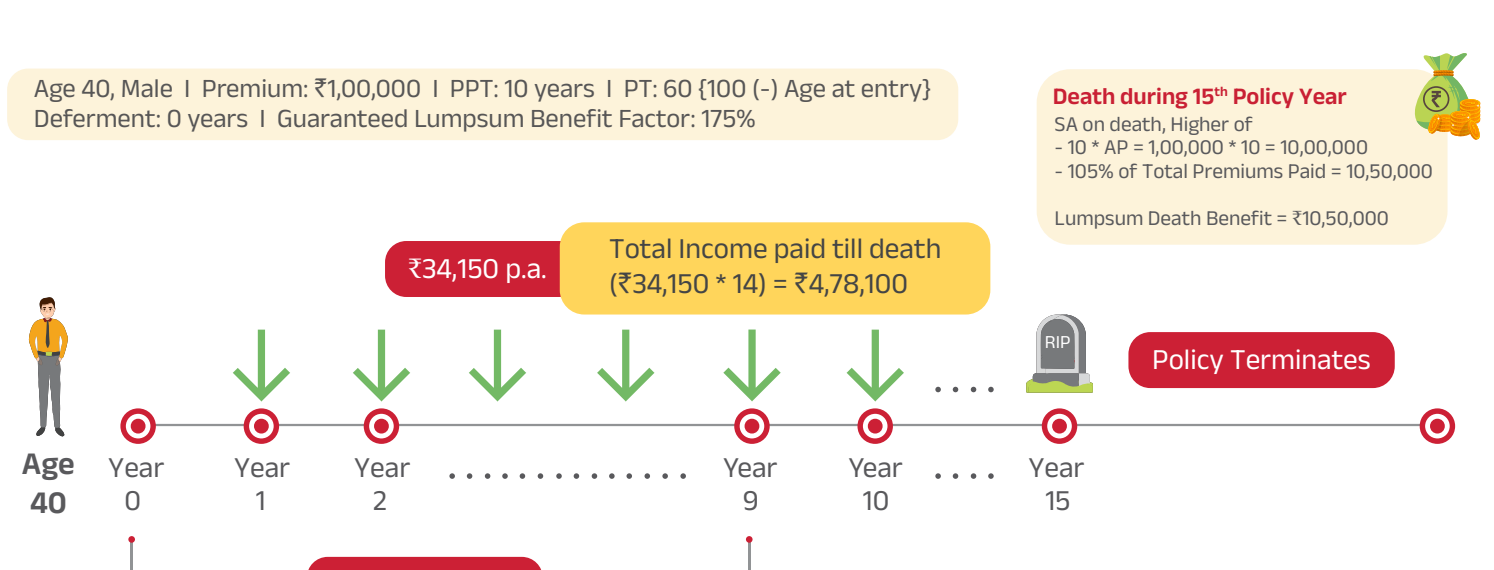 Age 40, Male I Premium: ₹1,00,000 I PPT: 10 years I PT: 60 {100 (-) Age at entry}
Deferment: 0 years I Guaranteed Lumpsum Benefit Factor: 175%
Death during 15th Policy Year
SA on death, Higher of
- 10 * AP = 1,00,000 * 10 = 10,00,000
- 105% of Total Premiums Paid = 10,50,000
Lumpsum Death Benefit = ₹10,50,000
₹
₹34,150 p.a.
Total Income paid till death
(₹34,150 * 14) = ₹4,78,100
RIP
Policy Terminates
Age
40
Year
0
Year
1
Year
2
. . . . . . . . . . . . . .
Year
9
Year
10
. . . .
Year
15